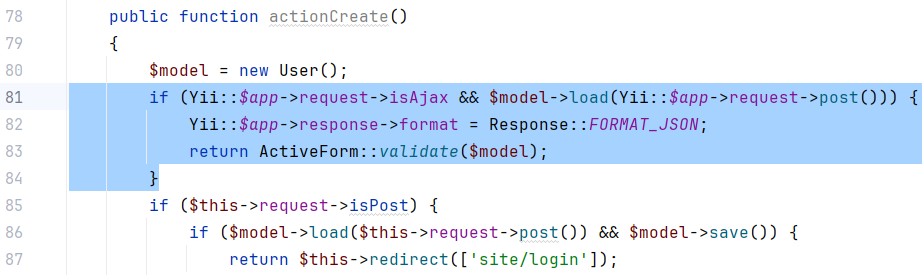 78 public function actionCreate()
79 {
80 $model = new User();
81 if (Yii::$app->request->isAjax && $model->load(Yii::$app->request->post())) {
82 Yii::$app->response->format = Response::FORMAT_JSON;
83 return ActiveForm::validate($model);
84 }
85 if ($this->request->isPost) {
86 if ($model->load($this->request->post()) && $model->save()) {
87 return $this->redirect(['site/login']);